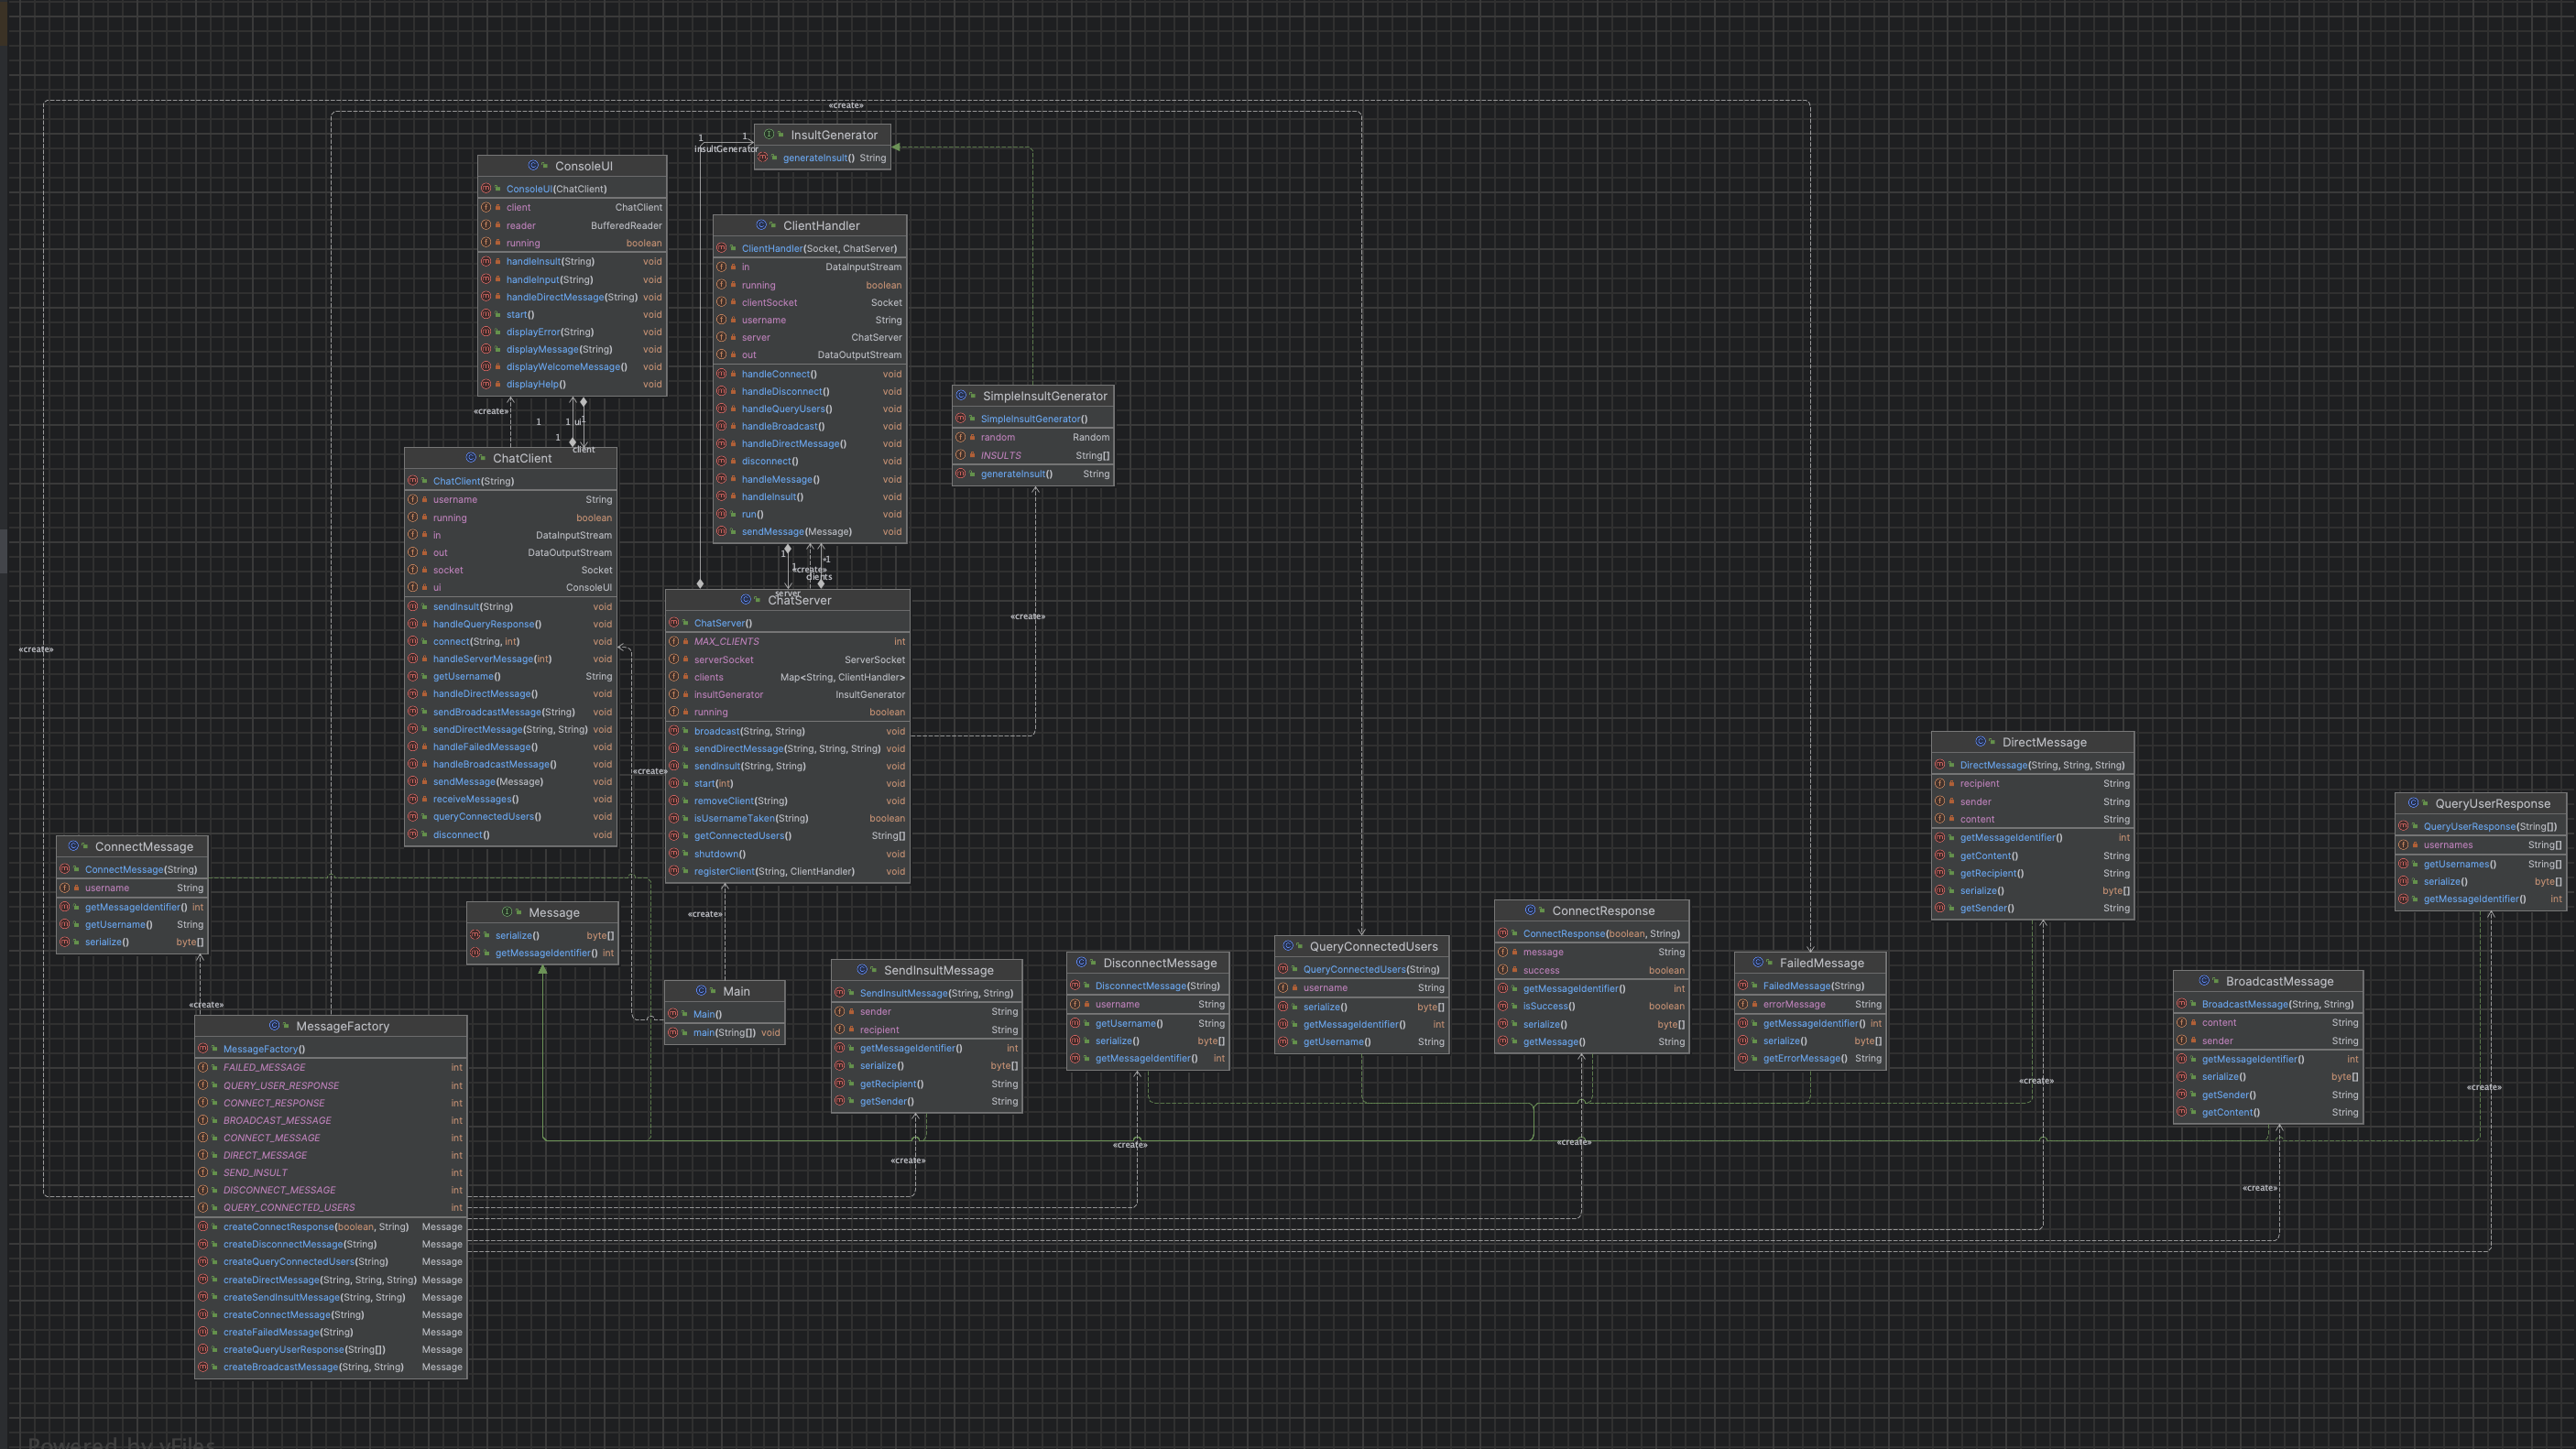 «create»
InsultGenerator
generateInsult() String
1
1
insultGenerator
ConsoleUI
ConsoleUI(ChatClient)
client ChatClient
reader BufferedReader
running boolean
handleInsult(String) void
handleInput(String) void
handleDirectMessage(String) void
start() void
displayError(String) void
displayMessage(String) void
displayWelcomeMessage() void
displayHelp() void
ClientHandler
ClientHandler(Socket, ChatServer)
in DataInputStream
running boolean
clientSocket Socket
username String
server ChatServer
out DataOutputStream
handleConnect() void
handleDisconnect() void
handleQueryUsers() void
handleBroadcast() void
handleDirectMessage() void
disconnect() void
handleMessage() void
handleInsult() void
run() void
sendMessage(Message) void
SimpleInsultGenerator
SimpleInsultGenerator()
random Random
INSULTS String[]
generateInsult() String
«create»
1
1
ui
1
client
ChatClient
ChatClient(String)
username String
running boolean
in DataInputStream
out DataOutputStream
socket Socket
ui ConsoleUI
sendInsult(String) void
handleQueryResponse() void
connect(String, int) void
handleServerMessage(int) void
getUsername() String
handleDirectMessage() void
sendBroadcastMessage(String) void
sendDirectMessage(String, String) void
handleFailedMessage() void
handleBroadcastMessage() void
sendMessage(Message) void
receiveMessages() void
queryConnectedUsers() void
disconnect() void
1
1
*1
«create»
clients
server
ChatServer
ChatServer()
MAX_CLIENTS int
serverSocket ServerSocket
clients Map<String, ClientHandler>
insultGenerator InsultGenerator
running boolean
broadcast(String, String) void
sendDirectMessage(String, String, String) void
sendInsult(String, String) void
start(int) void
removeClient(String) void
isUsernameTaken(String) boolean
getConnectedUsers() String[]
shutdown() void
registerClient(String, ClientHandler) void
«create»
«create»
«create»
DirectMessage
DirectMessage(String, String, String)
recipient String
sender String
content String
getMessageIdentifier() int
getContent() String
getRecipient() String
serialize() byte[]
getSender() String
QueryUserResponse
QueryUserResponse(String[])
usernames String[]
getUsernames() String[]
serialize() byte[]
getMessageIdentifier() int
ConnectMessage
ConnectMessage(String)
username String
getMessageIdentifier() int
getUsername() String
serialize() byte[]
Message
serialize() byte[]
getMessageIdentifier() int
«create»
Main
Main()
main(String[]) void
SendInsultMessage
SendInsultMessage(String, String)
sender String
recipient String
getMessageIdentifier() int
serialize() byte[]
getRecipient() String
getSender() String
DisconnectMessage
DisconnectMessage(String)
username String
getUsername() String
serialize() byte[]
getMessageIdentifier() int
QueryConnectedUsers
QueryConnectedUsers(String)
username String
serialize() byte[]
getMessageIdentifier() int
getUsername() String
ConnectResponse
ConnectResponse(boolean, String)
message String
success boolean
getMessageIdentifier() int
isSuccess() boolean
serialize() byte[]
getMessage() String
FailedMessage
FailedMessage(String)
errorMessage String
getMessageIdentifier() int
serialize() byte[]
getErrorMessage() String
BroadcastMessage
BroadcastMessage(String, String)
content String
sender String
getMessageIdentifier() int
serialize() byte[]
getSender() String
getContent() String
«create»
«create»
«create»
«create»
«create»
«create»
«create»
MessageFactory
MessageFactory()
FAILED_MESSAGE int
QUERY_USER_RESPONSE int
CONNECT_RESPONSE int
BROADCAST_MESSAGE int
CONNECT_MESSAGE int
DIRECT_MESSAGE int
SEND_INSULT int
DISCONNECT_MESSAGE int
QUERY_CONNECTED_USERS int
createConnectResponse(boolean, String) Message
createDisconnectMessage(String) Message
createQueryConnectedUsers(String) Message
createDirectMessage(String, String, String) Message
createSendInsultMessage(String, String) Message
createConnectMessage(String) Message
createFailedMessage(String) Message
createQueryUserResponse(String[]) Message
createBroadcastMessage(String, String) Message
Powered by yFiles